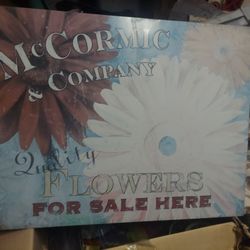 McCormic
& Company
Quality
Flowers
FOR SALE HERE